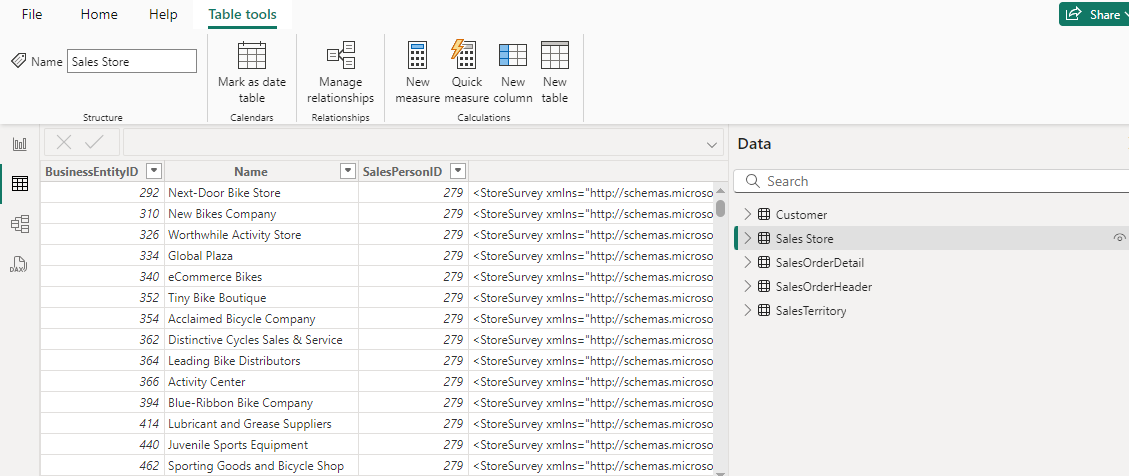 File Home Help Table tools Share
Name Sales Store
Mark as date table
Manage relationships
New measure
Quick measure
New column
New table
Structure Calendars Relationships Calculations
Data
Search
Customer
Sales Store
SalesOrderDetail
SalesOrderHeader
SalesTerritory
DAX
BusinessEntityID Name SalesPersonID
292 Next-Door Bike Store 279 <StoreSurvey xmlns="http://schemas.microso
310 New Bikes Company 279 <StoreSurvey xmlns="http://schemas.microso
326 Worthwhile Activity Store 279 <StoreSurvey xmlns="http://schemas.microso
334 Global Plaza 279 <StoreSurvey xmlns="http://schemas.microso
340 eCommerce Bikes 279 <StoreSurvey xmlns="http://schemas.microso
352 Tiny Bike Boutique 279 <StoreSurvey xmlns="http://schemas.microso
354 Acclaimed Bicycle Company 279 <StoreSurvey xmlns="http://schemas.microso
362 Distinctive Cycles Sales & Service 279 <StoreSurvey xmlns="http://schemas.microso
364 Leading Bike Distributors 279 <StoreSurvey xmlns="http://schemas.microso
366 Activity Center 279 <StoreSurvey xmlns="http://schemas.microso
394 Blue-Ribbon Bike Company 279 <StoreSurvey xmlns="http://schemas.microso
414 Lubricant and Grease Suppliers 279 <StoreSurvey xmlns="http://schemas.microso
440 Juvenile Sports Equipment 279 <StoreSurvey xmlns="http://schemas.microso
462 Sporting Goods and Bicycle Shop 279 <StoreSurvey xmlns="http://schemas.microso